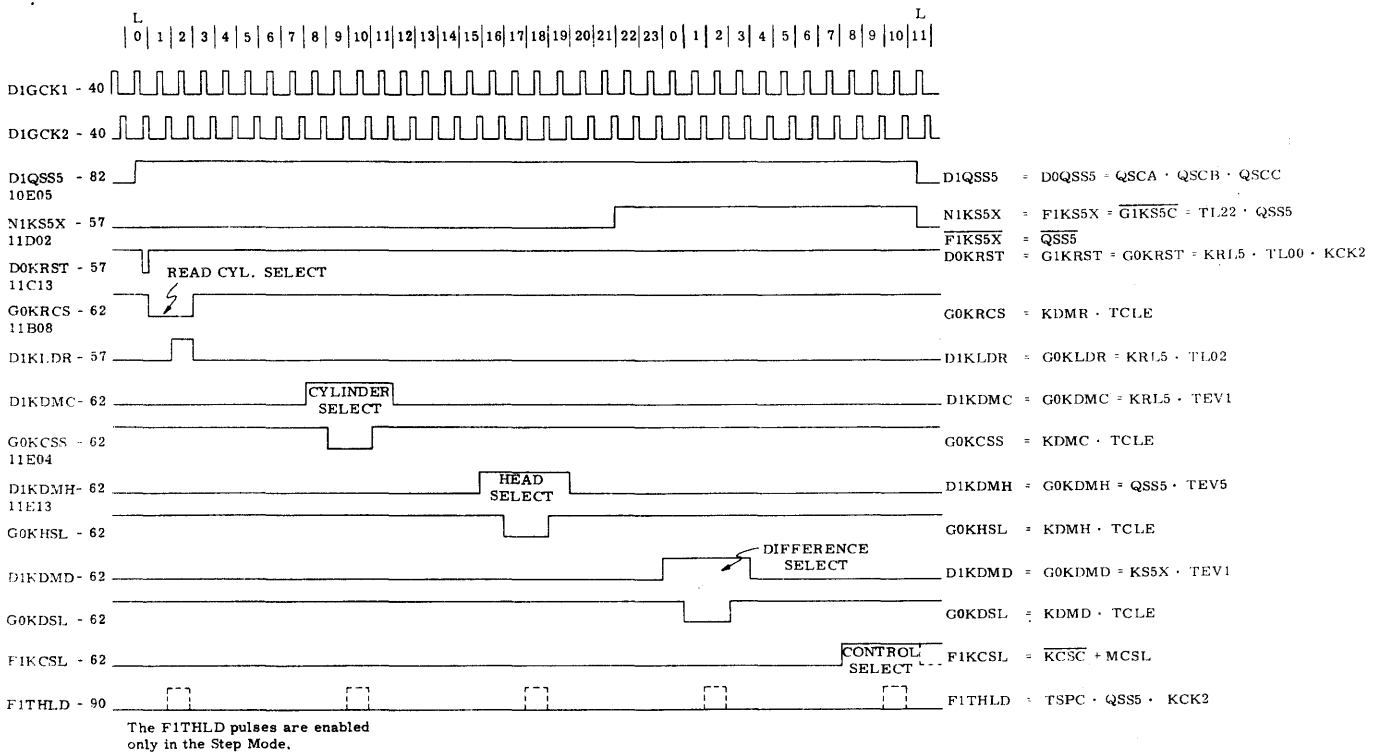 L L
0 1 2 3 4 5 6 7 8 9 10 11 12 13 14 15 16 17 18 19 20 21 22 23 0 1 2 3 4 5 6 7 8 9 10 11
D1GCK1 - 40
D1GCK2 - 40
D1QSS5 - 82
10E05
D1QSS5 = D0QSS5 = QSCA · QSCB · QSCC
N1KS5X - 57
11D02
N1KS5X = F1KS5X = G1KS5C = TL22 · QSS5
F1KS5X = QSS5
D0KRST - 57
11C13
D0KRST = G1KRST = G0KRST = KRL5 · TL00 · KCK2
READ CYL. SELECT
G0KRCS - 62
11B08
G0KRCS = KDMR · TCLE
D1KLDR - 57
D1KLDR = G0KLDR = KRL5 · TL02
D1KDMC - 62
CYLINDER
SELECT
D1KDMC = G0KDMC = KRL5 · TEV1
G0KCSS - 62
11E04
G0KCSS = KDMC · TCLE
D1KDMH - 62
11E13
HEAD
SELECT
D1KDMH = G0KDMH = QSS5 · TEV5
G0KHSL - 62
G0KHSL = KDMH · TCLE
DIFFERENCE
SELECT
D1KDMD - 62
D1KDMD = G0KDMD = KS5X · TEV1
G0KDSL - 62
G0KDSL = KDMD · TCLE
F1KCSL - 62
CONTROL
SELECT
F1KCSL = KCSC + MCSL
F1THLD - 90
F1THLD = TSPC · QSS5 · KCK2
The F1THLD pulses are enabled
only in the Step Mode.